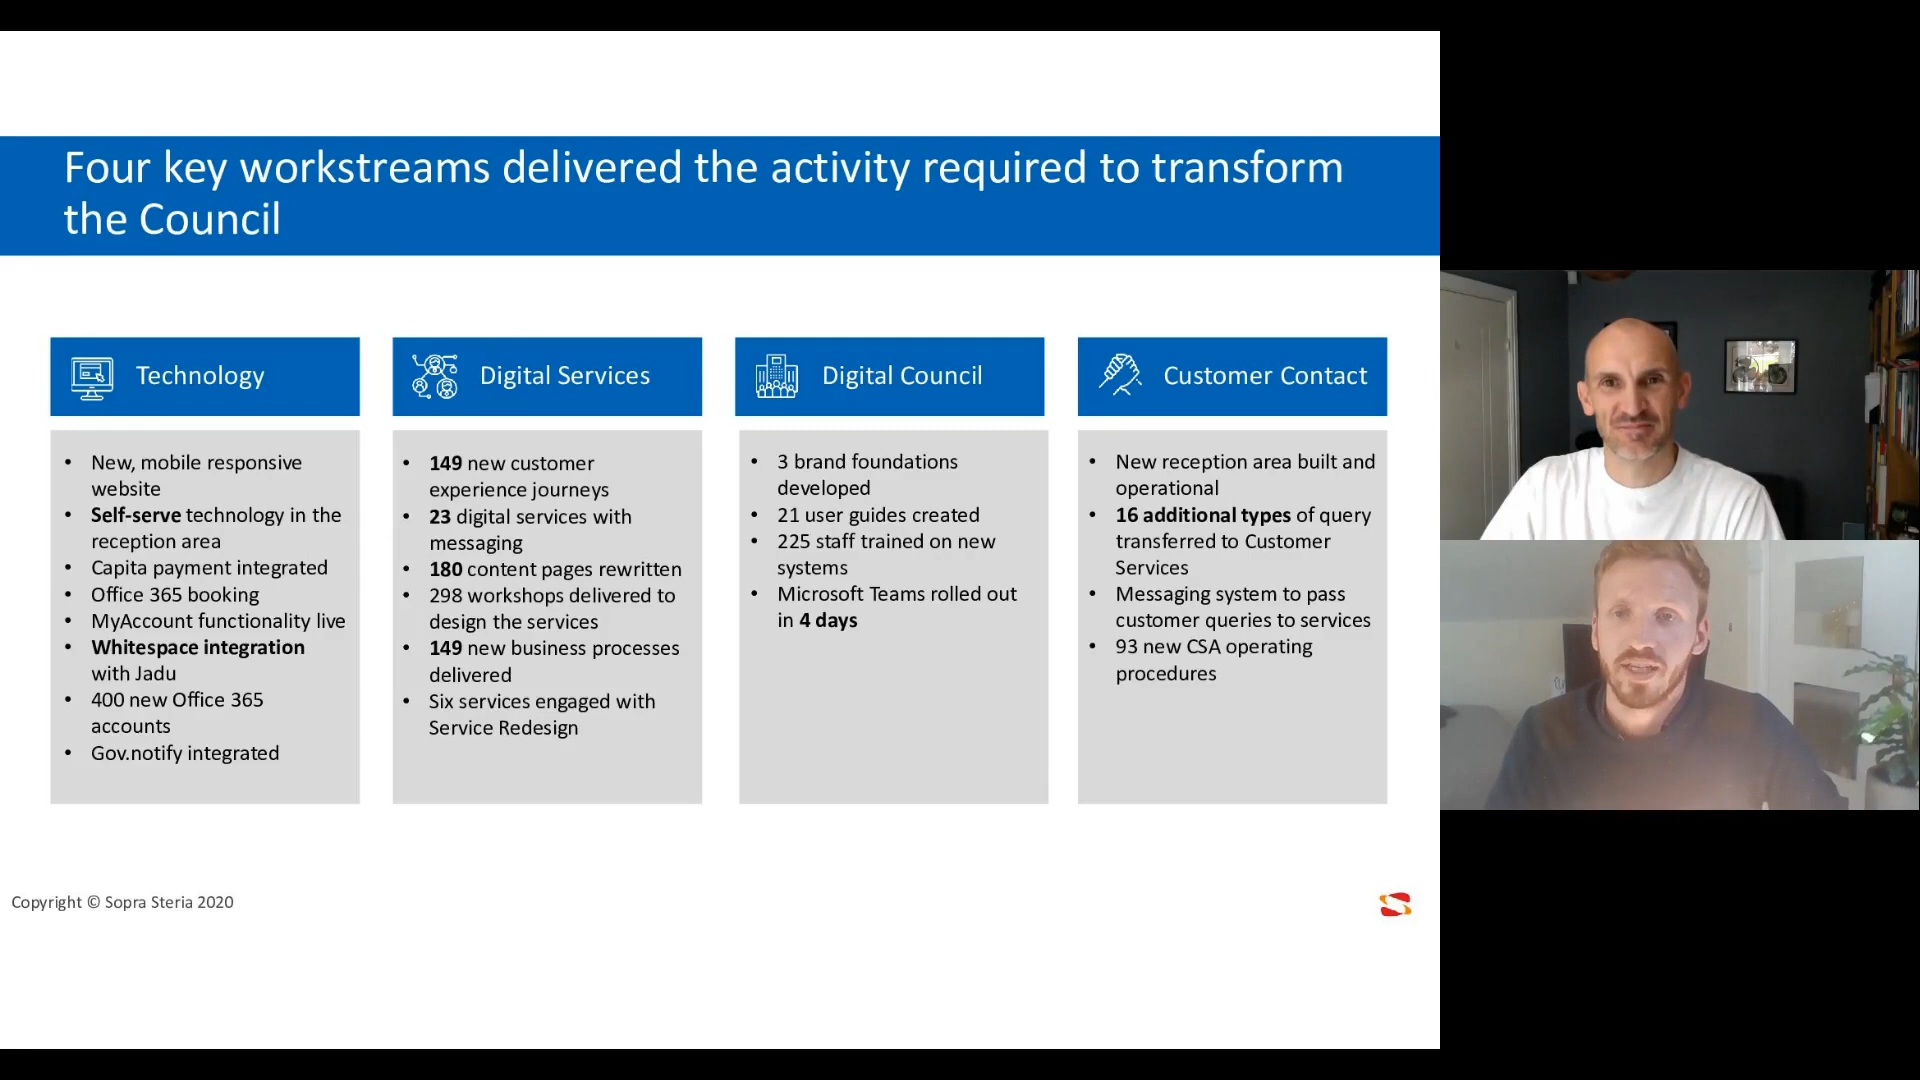 Four key workstreams delivered the activity required to transform
the Council
Technology
• New, mobile responsive
website
• Self-serve technology in the
reception area
• Capita payment integrated
• Office 365 booking
• MyAccount functionality live
• Whitespace integration
with Jadu
• 400 new Office 365
accounts
• Gov.notify integrated
Digital Services
• 149 new customer
experience journeys
• 23 digital services with
messaging
• 180 content pages rewritten
• 298 workshops delivered to
design the services
• 149 new business processes
delivered
• Six services engaged with
Service Redesign
Digital Council
• 3 brand foundations
developed
• 21 user guides created
• 225 staff trained on new
systems
• Microsoft Teams rolled out
in 4 days
Customer Contact
• New reception area built and
operational
• 16 additional types of query
transferred to Customer
Services
• Messaging system to pass
customer queries to services
• 93 new CSA operating
procedures
Copyright © Sopra Steria 2020